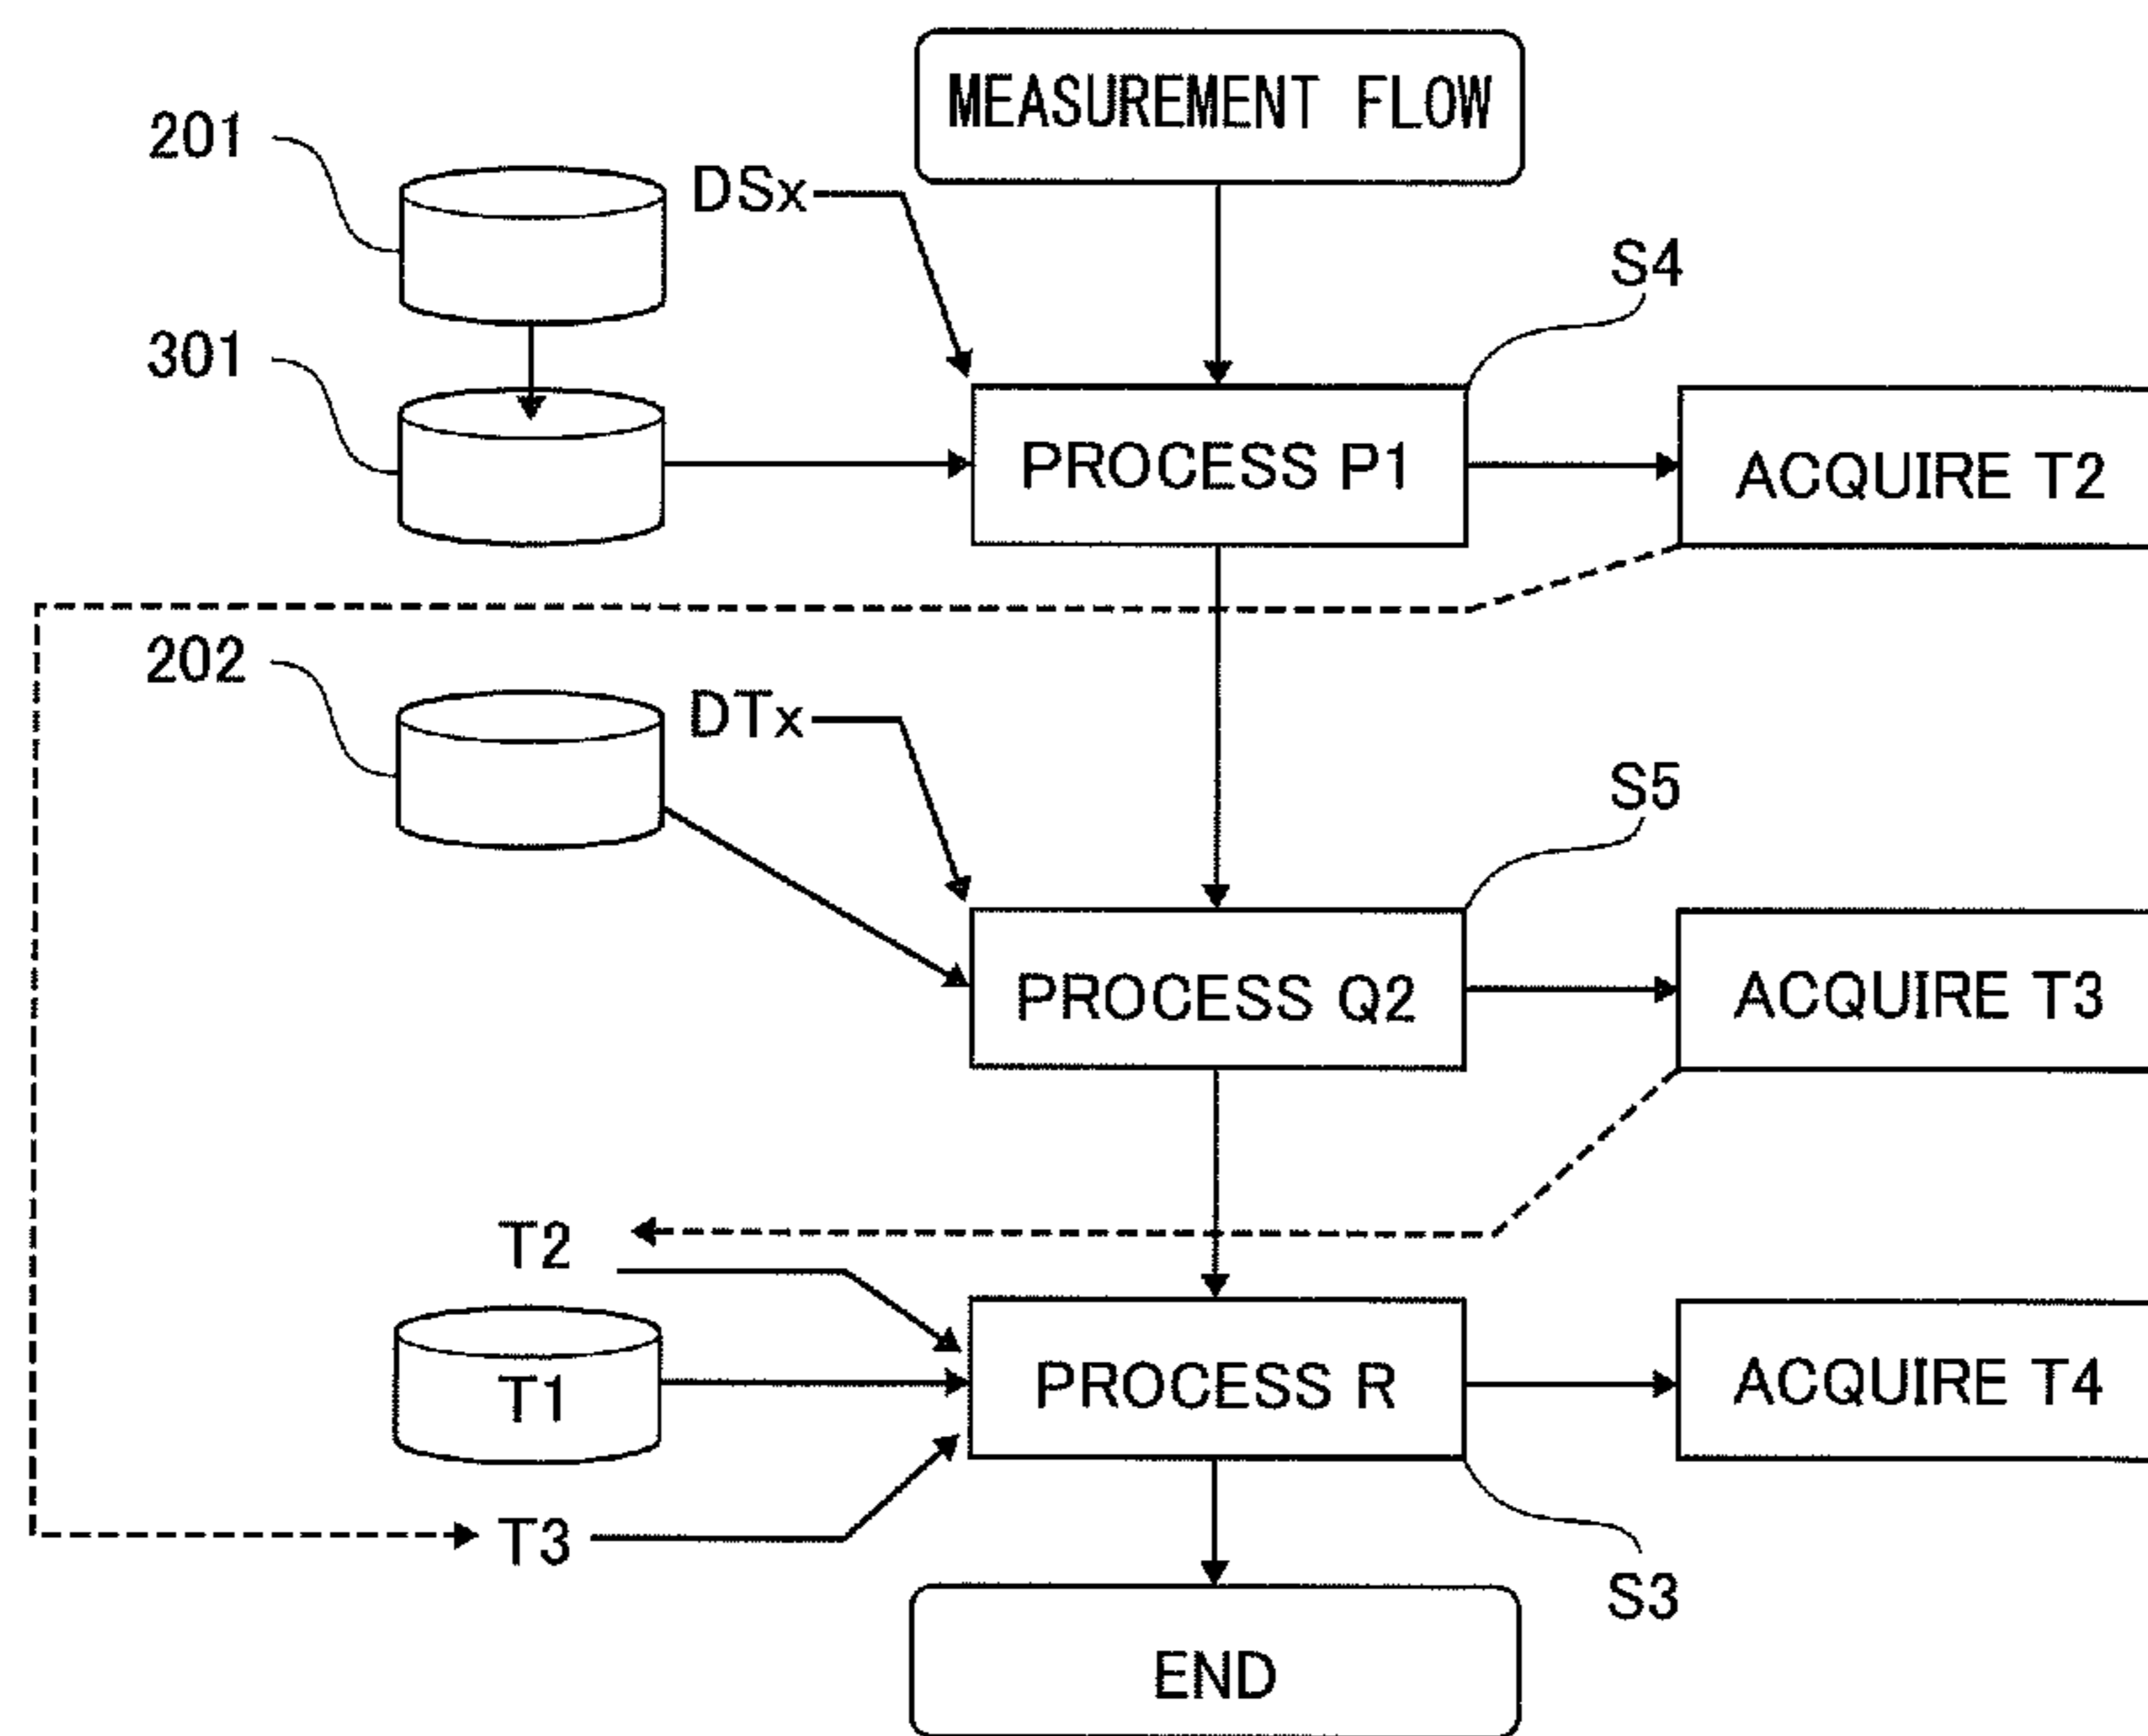 MEASUREMENT FLOW
201
DSx
S4
301
PROCESS P1
ACQUIRE T2
202
DTx
S5
PROCESS Q2
ACQUIRE T3
T2
T1
PROCESS R
ACQUIRE T4
T3
S3
END